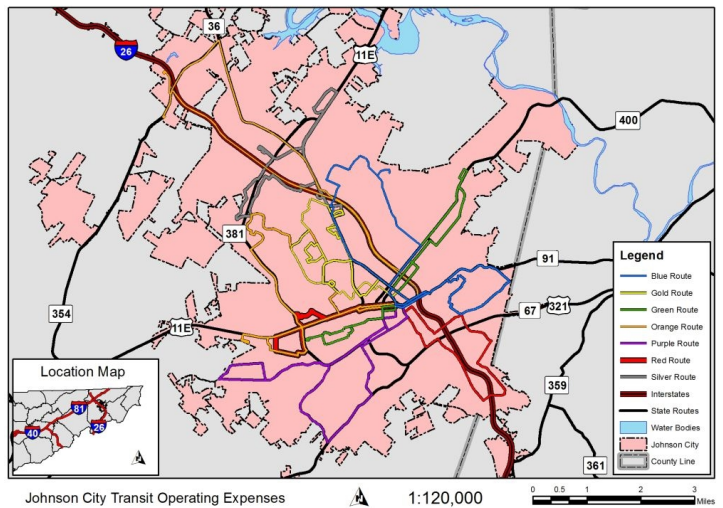 36
26
11E
400
381
91
354
321
67
11E
359
361
Legend
Blue Route
Gold Route
Green Route
Orange Route
Purple Route
Red Route
Silver Route
Interstates
State Routes
Water Bodies
Johnson City
County Line
Location Map
81
40
26
N
Johnson City Transit Operating Expenses
1:120,000
0 0.5 1 2 3
Miles